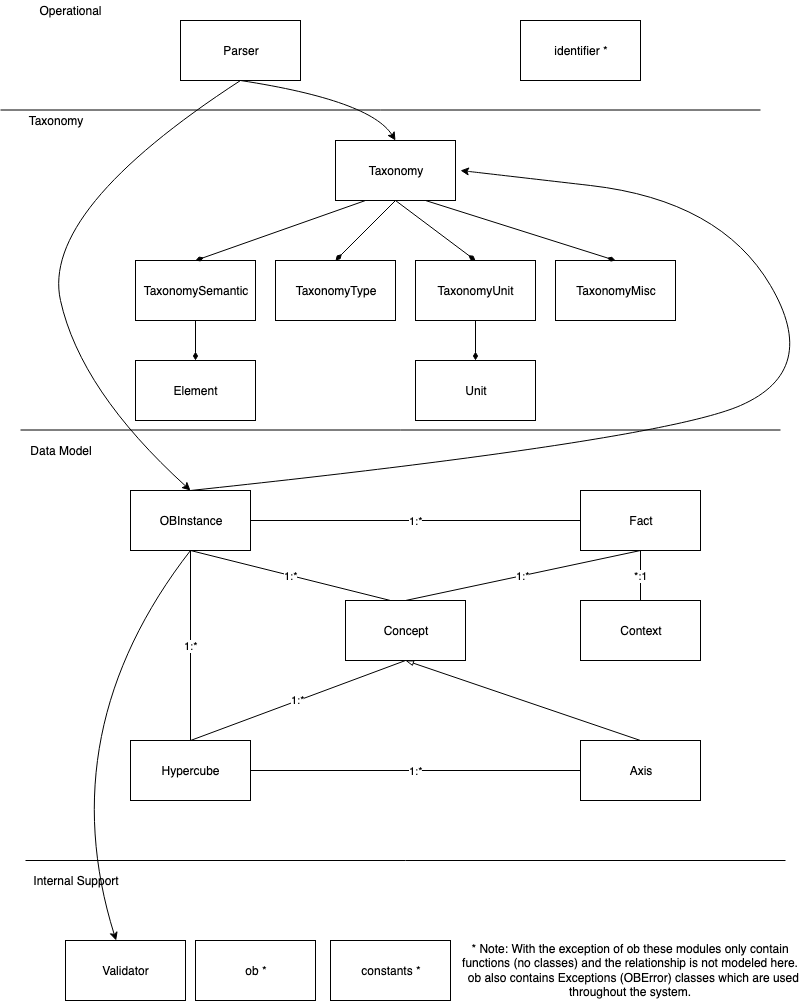 Operational
Parser
identifier *
Taxonomy
Taxonomy
TaxonomySemantic
TaxonomyType
TaxonomyUnit
TaxonomyMisc
Element
Unit
Data Model
OBInstance
1:*
Fact
1:*
1:*
*:1
Concept
Context
1:*
1:*
Hypercube
1:*
Axis
Internal Support
Validator
ob *
constants *
* Note: With the exception of ob these modules only contain
functions (no classes) and the relationship is not modeled here.
ob also contains Exceptions (OBError) classes which are used
throughout the system.